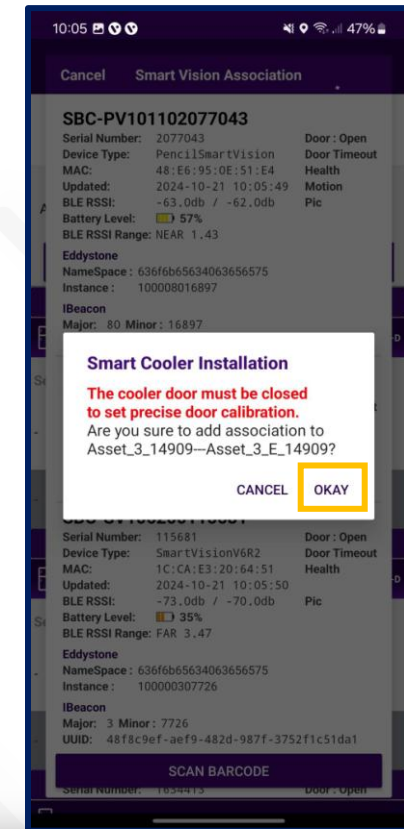 10:05 47%
Cancel Smart Vision Association
SBC-PV101102077043
Serial Number: 2077043 Door : Open
Device Type: PencilSmartVision Door Timeout
MAC: 48:E6:95:0E:51:E4 Health
Updated: 2024-10-21 10:05:49 Motion
BLE RSSI: -63.0db / -62.0db Pic
Battery Level: 57%
BLE RSSI Range: NEAR 1.43
Eddystone
NameSpace : 636f6b65634063656575
Instance : 100008016897
IBeacon
Major: 80 Minor : 16897
Smart Cooler Installation
The cooler door must be closed
to set precise door calibration.
Are you sure to add association to
Asset_3_14909---Asset_3_E_14909?
CANCEL OKAY
Serial Number: 115681 Door : Open
Device Type: SmartVisionV6R2 Door Timeout
MAC: 1C:CA:E3:20:64:51 Health
Updated: 2024-10-21 10:05:50
BLE RSSI: -73.0db / -70.0db Pic
Battery Level: 35%
BLE RSSI Range: FAR 3.47
Eddystone
NameSpace : 636f6b65634063656575
Instance : 100000307726
IBeacon
Major: 3 Minor : 7726
UUID: 48f8c9ef-aef9-482d-987f-3752f1c51da1
SCAN BARCODE
Serial Number: 1634413 Door : Open